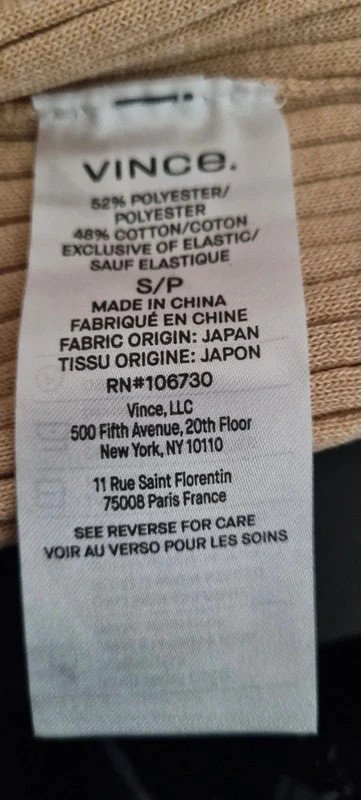 VINCE.
52% POLYESTER/
POLYESTER
48% COTTON/COTON
EXCLUSIVE OF ELASTIC/
SAUF ELASTIQUE
S/P
MADE IN CHINA
FABRIQUÉ EN CHINE
FABRIC ORIGIN: JAPAN
TISSU ORIGINE: JAPON
RN#106730
Vince, LLC
500 Fifth Avenue, 20th Floor
New York, NY 10110
11 Rue Saint Florentin
75008 Paris France
SEE REVERSE FOR CARE
VOIR AU VERSO POUR LES SOINS